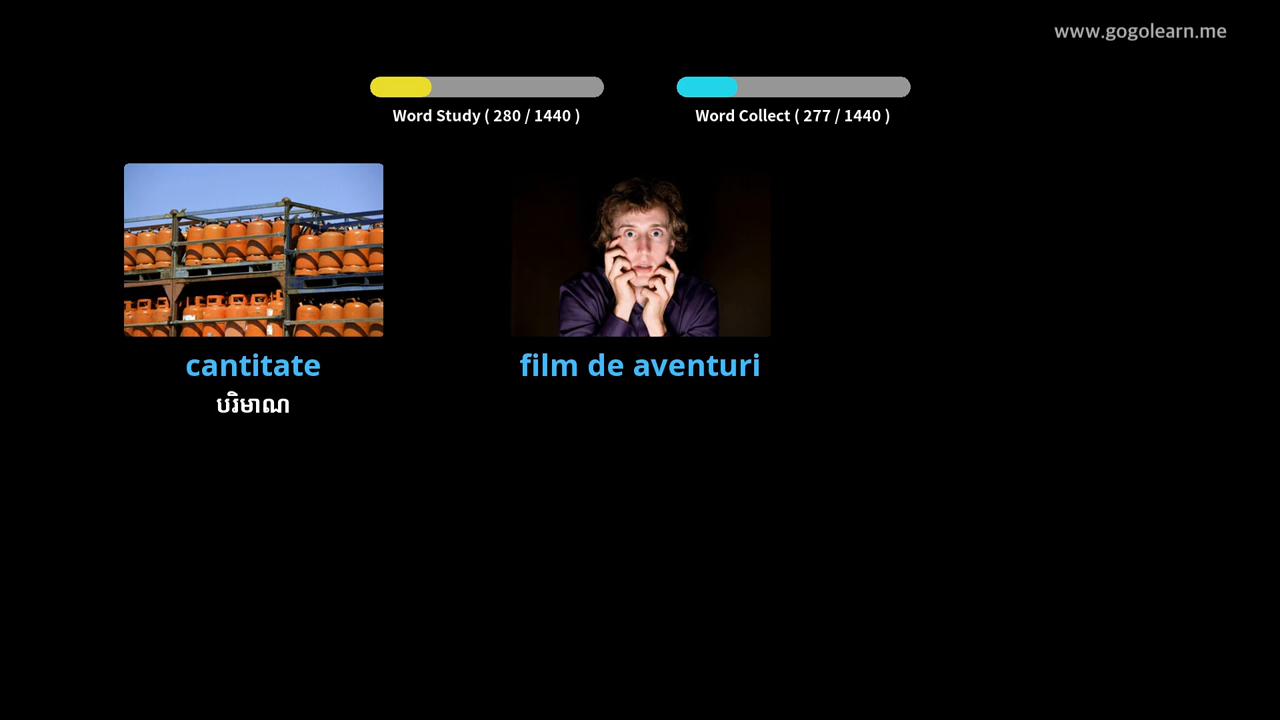 www.gogolearn.me
Word Study ( 280 / 1440 )
Word Collect ( 277 / 1440 )
cantitate
បរិមាណ
film de aventuri